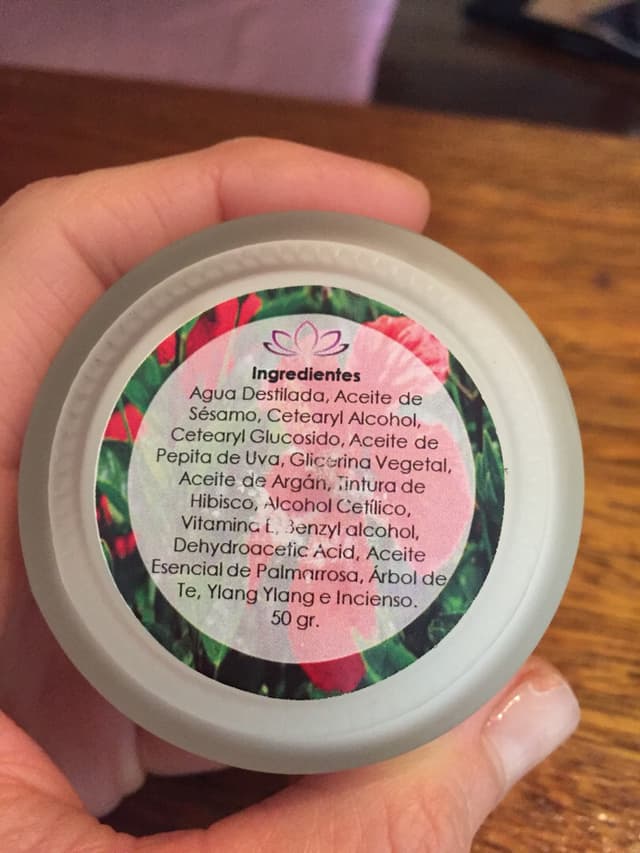 Ingredientes
Agua Destilada, Aceite de
Sésamo, Cetearyl Alcohol,
Cetearyl Glucosido, Aceite de
Pepita de Uva, Glicerina Vegetal,
Aceite de Argán, Tintura de
Hibisco, Alcohol Cetílico,
Vitamina E, Benzyl alcohol,
Dehydroacetic Acid, Aceite
Esencial de Palmarrosa, Árbol de
Te, Ylang Ylang e Incienso.
50 gr.